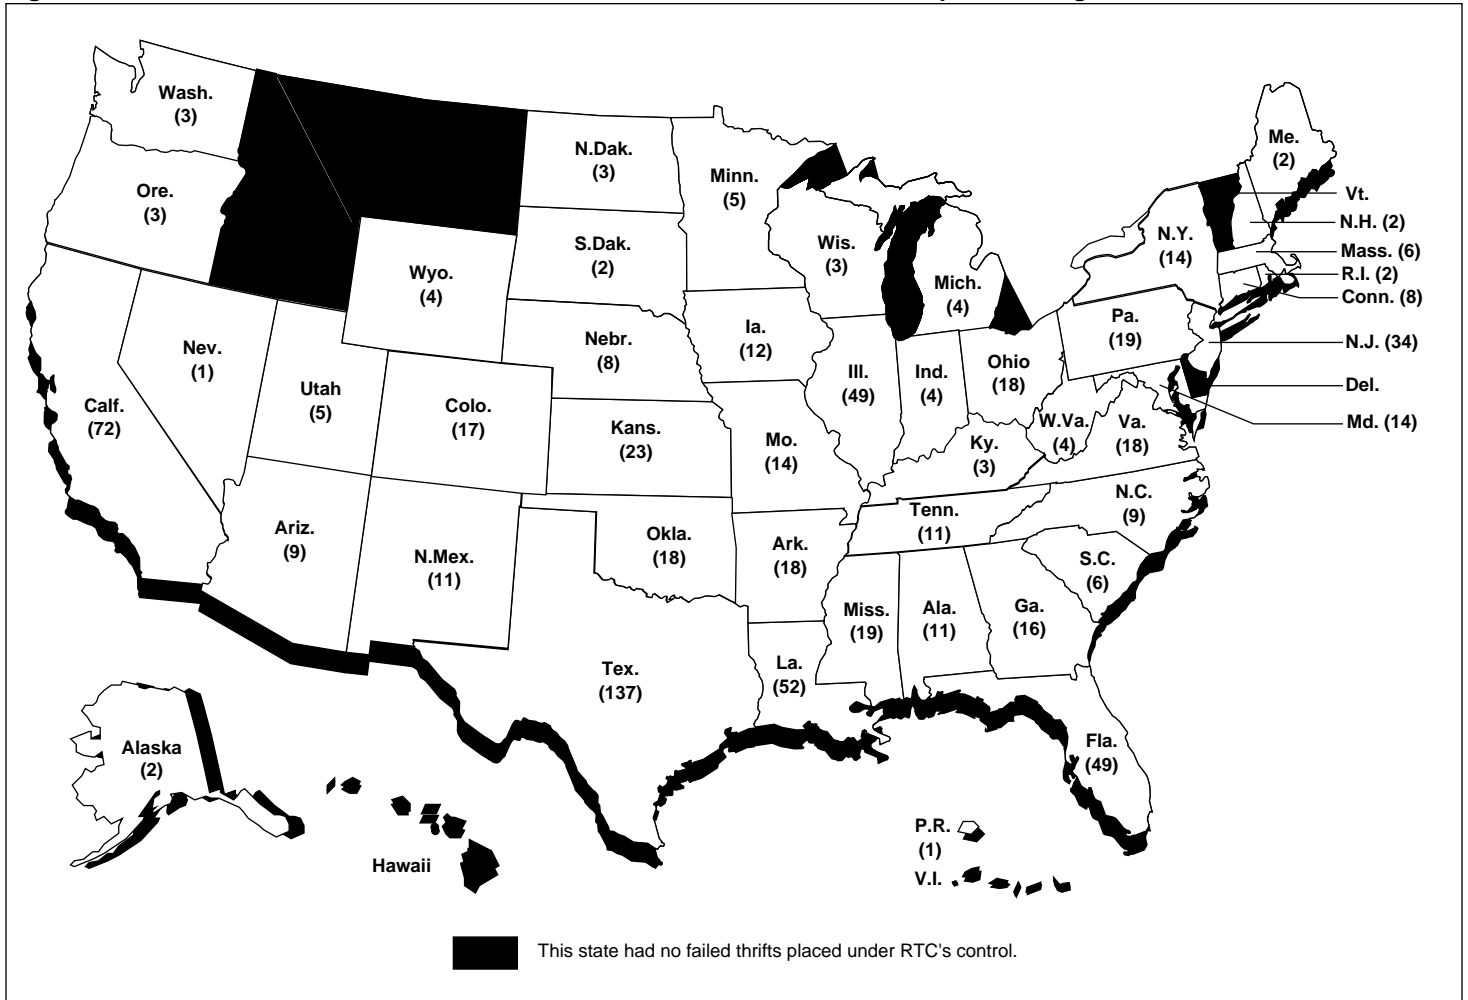 Wash.
(3)
Ore.
(3)
Calf.
(72)
Nev.
(1)
Utah
(5)
Ariz.
(9)
Wyo.
(4)
Colo.
(17)
N.Mex.
(11)
N.Dak.
(3)
S.Dak.
(2)
Nebr.
(8)
Kans.
(23)
Okla.
(18)
Tex.
(137)
Minn.
(5)
Ia.
(12)
Mo.
(14)
Ark.
(18)
La.
(52)
Wis.
(3)
Ill.
(49)
Mich.
(4)
Ind.
(4)
Ohio
(18)
Ky.
(3)
Tenn.
(11)
Miss.
(19)
Ala.
(11)
Ga.
(16)
Fla.
(49)
S.C.
(6)
N.C.
(9)
Va.
(18)
W.Va.
(4)
Pa.
(19)
N.Y.
(14)
Me.
(2)
Vt.
N.H. (2)
Mass. (6)
R.I. (2)
Conn. (8)
N.J. (34)
Del.
Md. (14)
Alaska
(2)
Hawaii
P.R.
(1)
V.I.
This state had no failed thrifts placed under RTC's control.